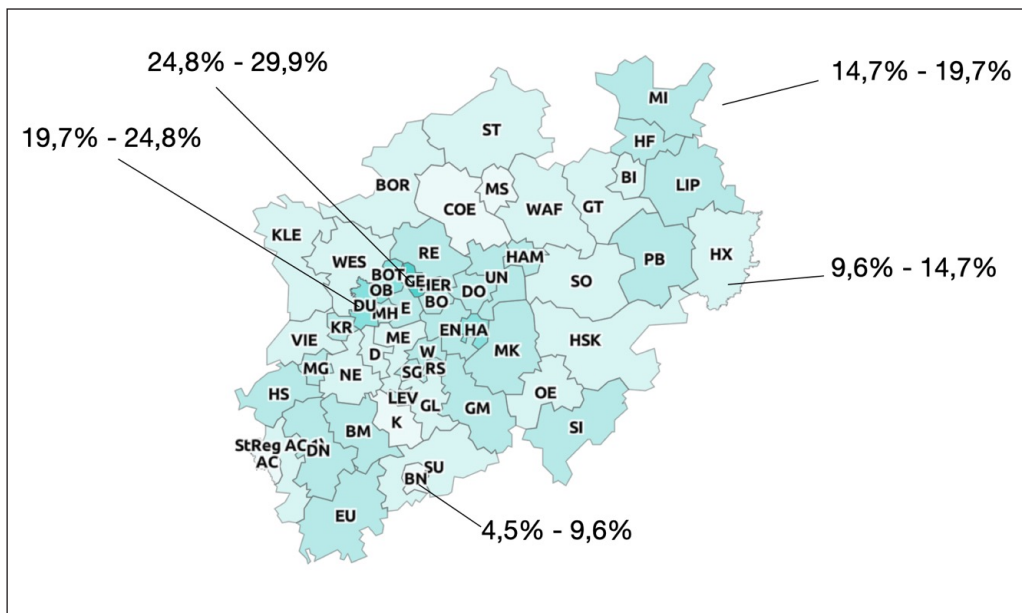 24,8% - 29,9%
14,7% - 19,7%
MI
19,7% - 24,8%
ST
HF
BI
BOR
MS
LIP
COE
WAF
GT
KLE
RE
WES
HAM
PB
HX
BOT
GE
HER
UN
9,6% - 14,7%
OB
DO
SO
DU
MH
E
BO
KR
EN
HA
VIE
ME
HSK
D
W
MK
MG
NE
SG
RS
HS
LEV
GL
OE
K
GM
BM
SI
StReg AC
DN
AC
SU
BN
EU
4,5% - 9,6%